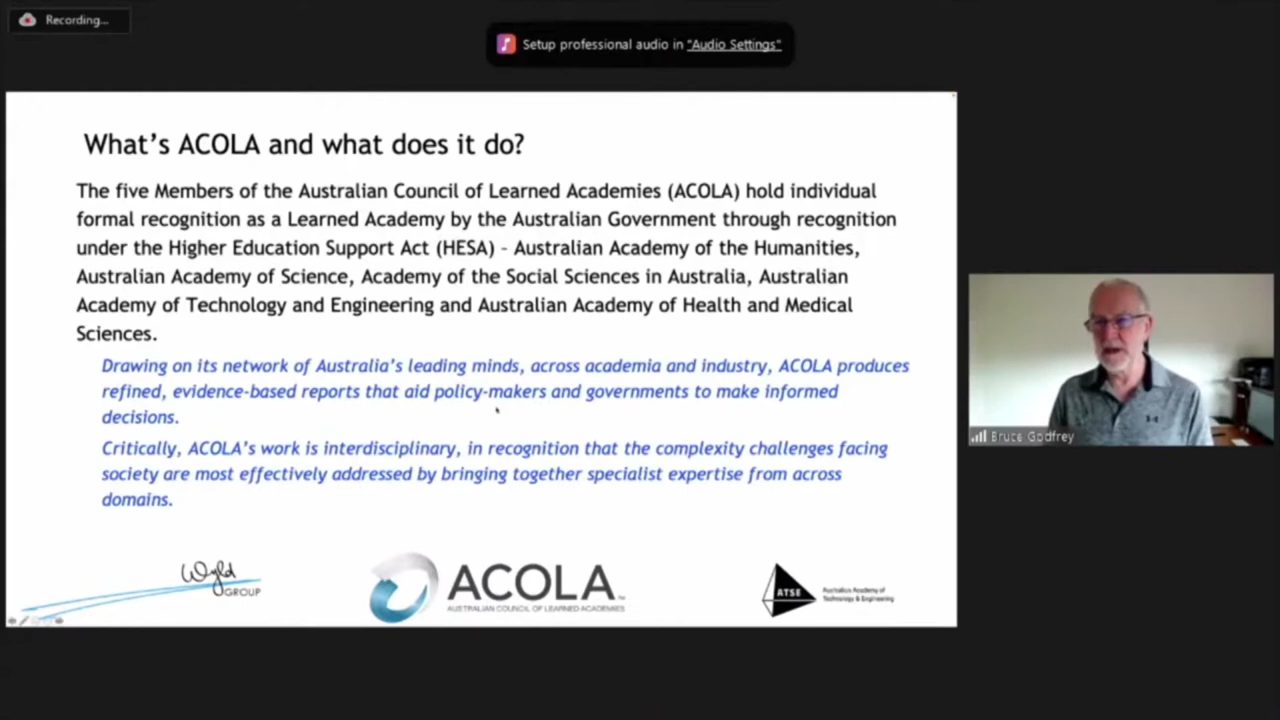 Recording...
Setup professional audio in "Audio Settings"
What's ACOLA and what does it do?
The five Members of the Australian Council of Learned Academies (ACOLA) hold individual
formal recognition as a Learned Academy by the Australian Government through recognition
under the Higher Education Support Act (HESA) – Australian Academy of the Humanities,
Australian Academy of Science, Academy of the Social Sciences in Australia, Australian
Academy of Technology and Engineering and Australian Academy of Health and Medical
Sciences.
Drawing on its network of Australia's leading minds, across academia and industry, ACOLA produces
refined, evidence-based reports that aid policy-makers and governments to make informed
decisions.
Critically, ACOLA's work is interdisciplinary, in recognition that the complexity challenges facing
society are most effectively addressed by bringing together specialist expertise from across
domains.
Bruce Godfrey
Wyld
GROUP
ACOLA™
AUSTRALIAN COUNCIL OF LEARNED ACADEMIES
ATSE
Australian Academy of
Technology & Engineering